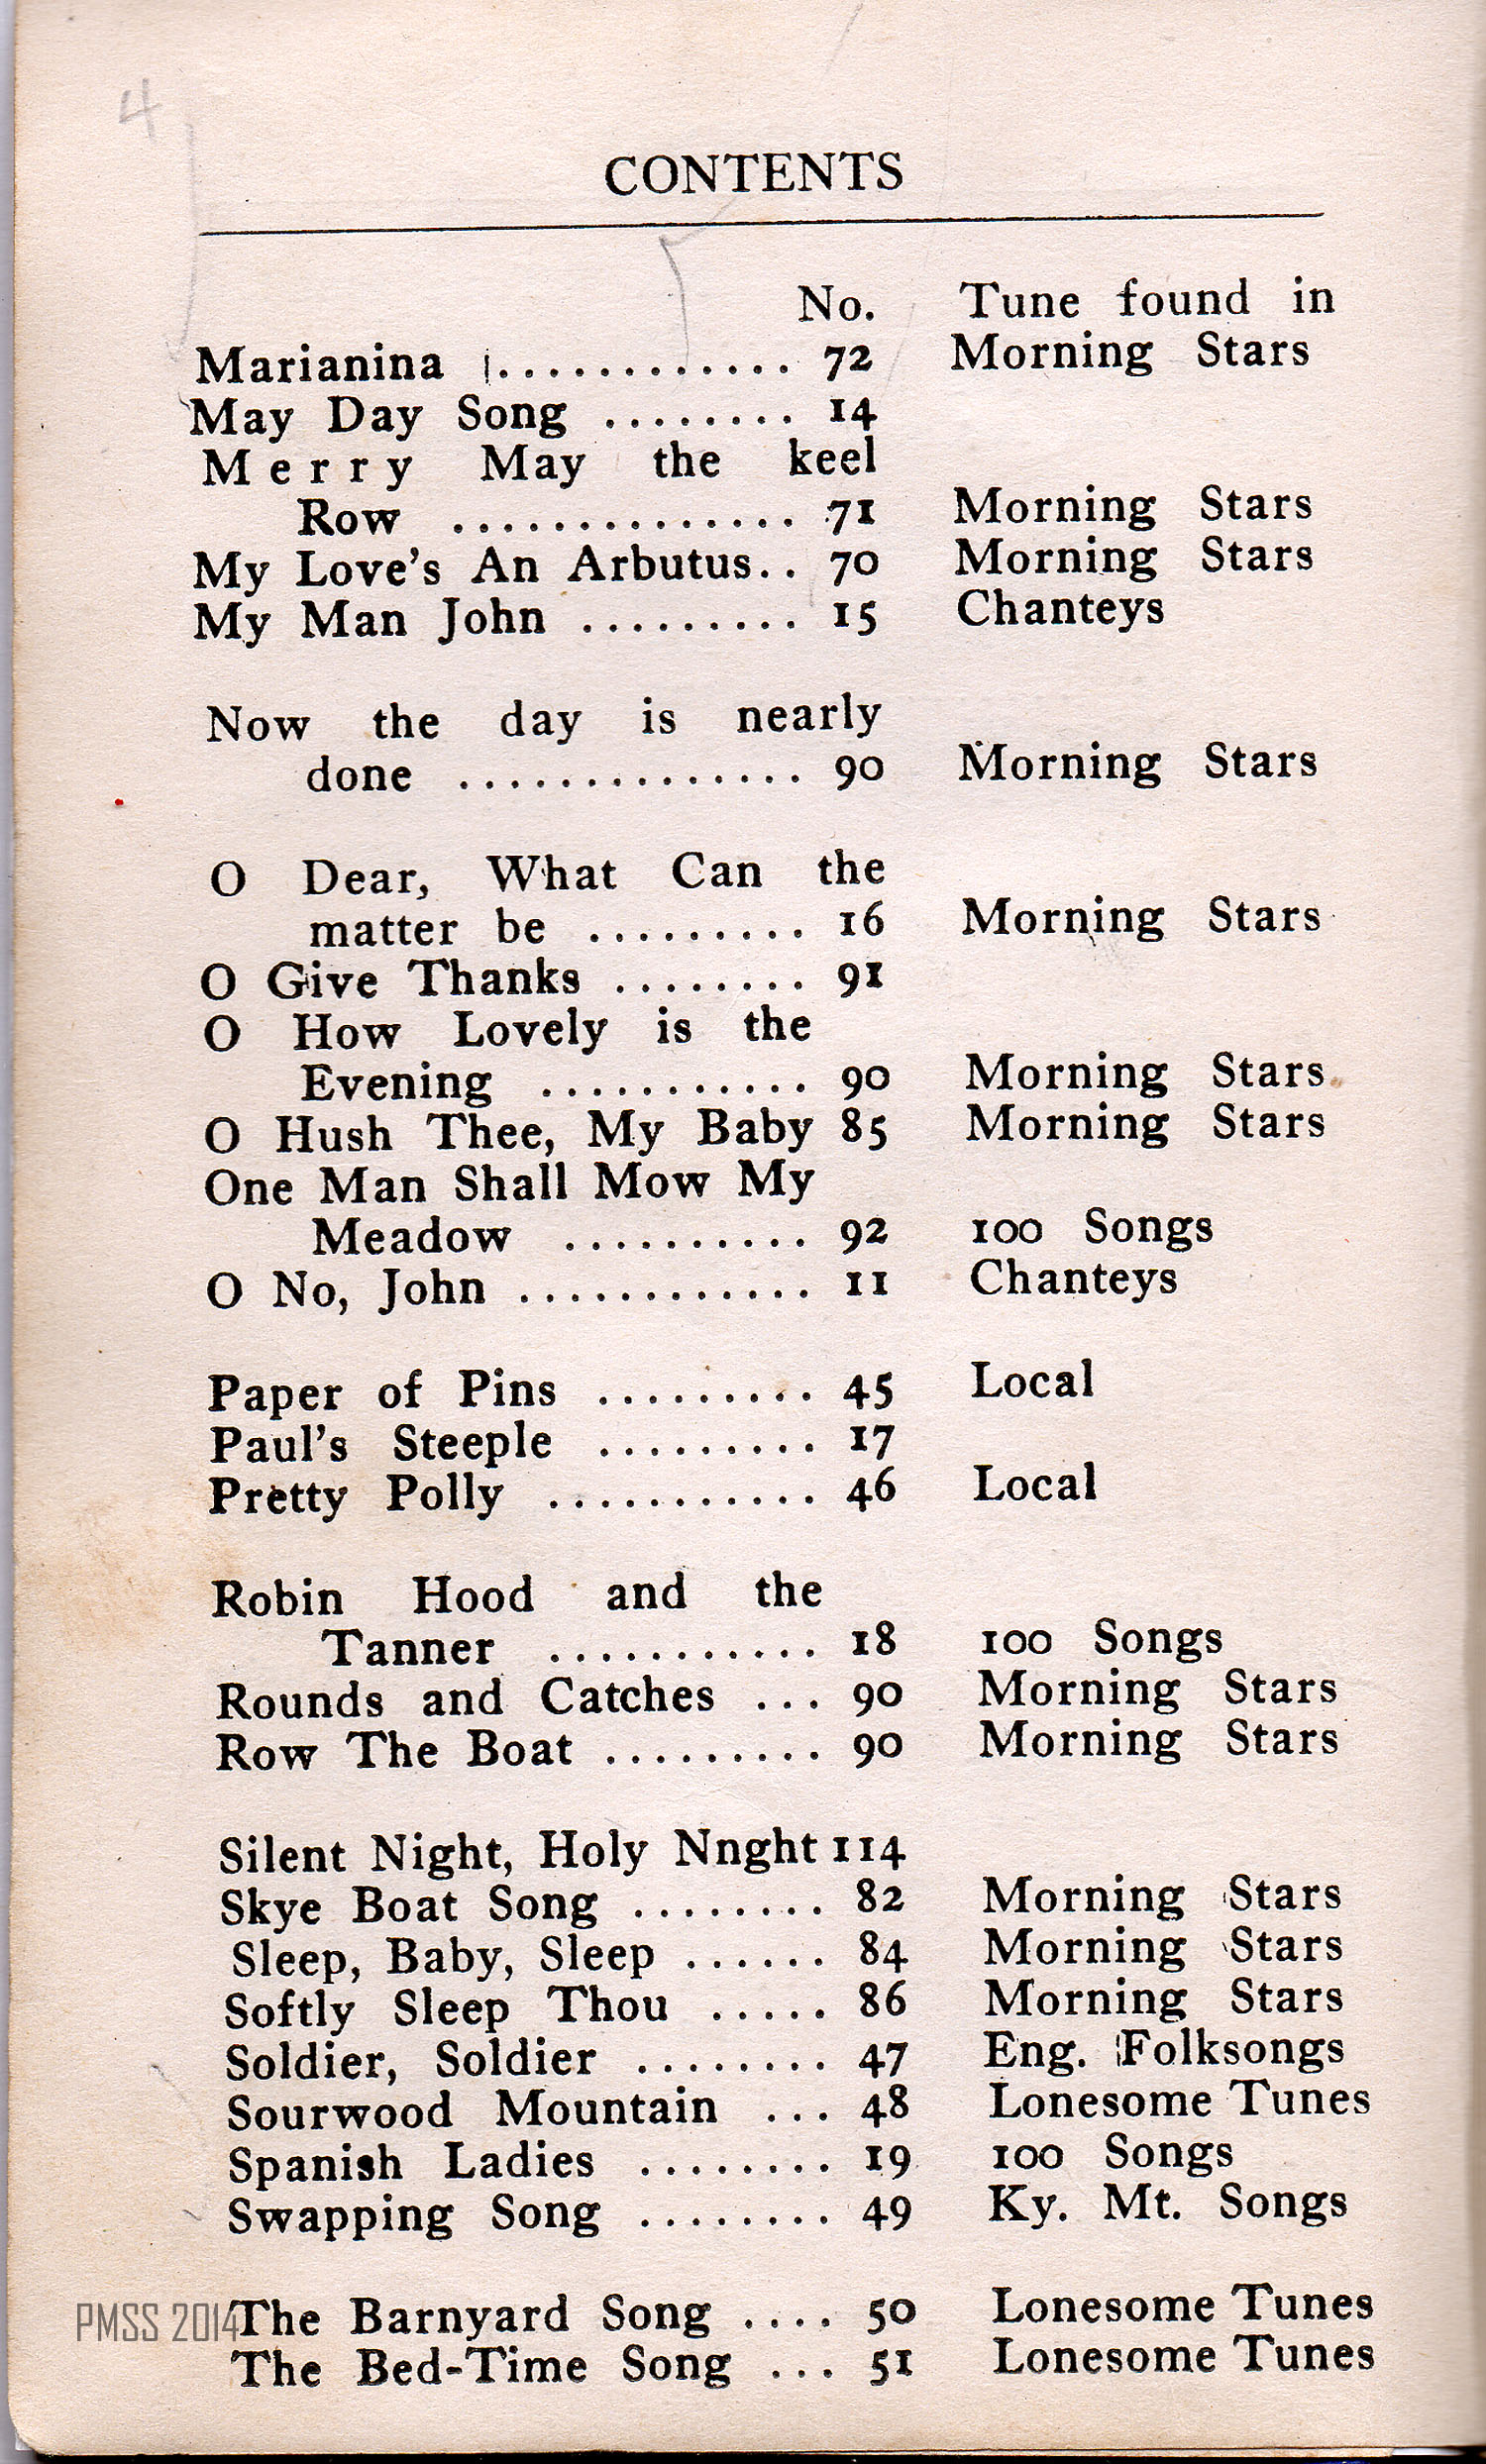 4
CONTENTS
No. Tune found in
Marianina ............ 72 Morning Stars
May Day Song ........ 14
Merry May the keel
Row .............. 71 Morning Stars
My Love's An Arbutus.. 70 Morning Stars
My Man John ......... 15 Chanteys
Now the day is nearly
done .............. 90 Morning Stars
O Dear, What Can the
matter be ......... 16 Morning Stars
O Give Thanks ........ 91
O How Lovely is the
Evening ........... 90 Morning Stars
O Hush Thee, My Baby 85 Morning Stars
One Man Shall Mow My
Meadow .......... 92 100 Songs
O No, John ............ 11 Chanteys
Paper of Pins ......... 45 Local
Paul's Steeple ......... 17
Pretty Polly ........... 46 Local
Robin Hood and the
Tanner ........... 18 100 Songs
Rounds and Catches ... 90 Morning Stars
Row The Boat ......... 90 Morning Stars
Silent Night, Holy Nnght 114
Skye Boat Song ........ 82 Morning Stars
Sleep, Baby, Sleep ...... 84 Morning Stars
Softly Sleep Thou ..... 86 Morning Stars
Soldier, Soldier ........ 47 Eng. Folksongs
Sourwood Mountain ... 48 Lonesome Tunes
Spanish Ladies ........ 19 100 Songs
Swapping Song ........ 49 Ky. Mt. Songs
The Barnyard Song .... 50 Lonesome Tunes
The Bed-Time Song ... 51 Lonesome Tunes
PMSS 2014